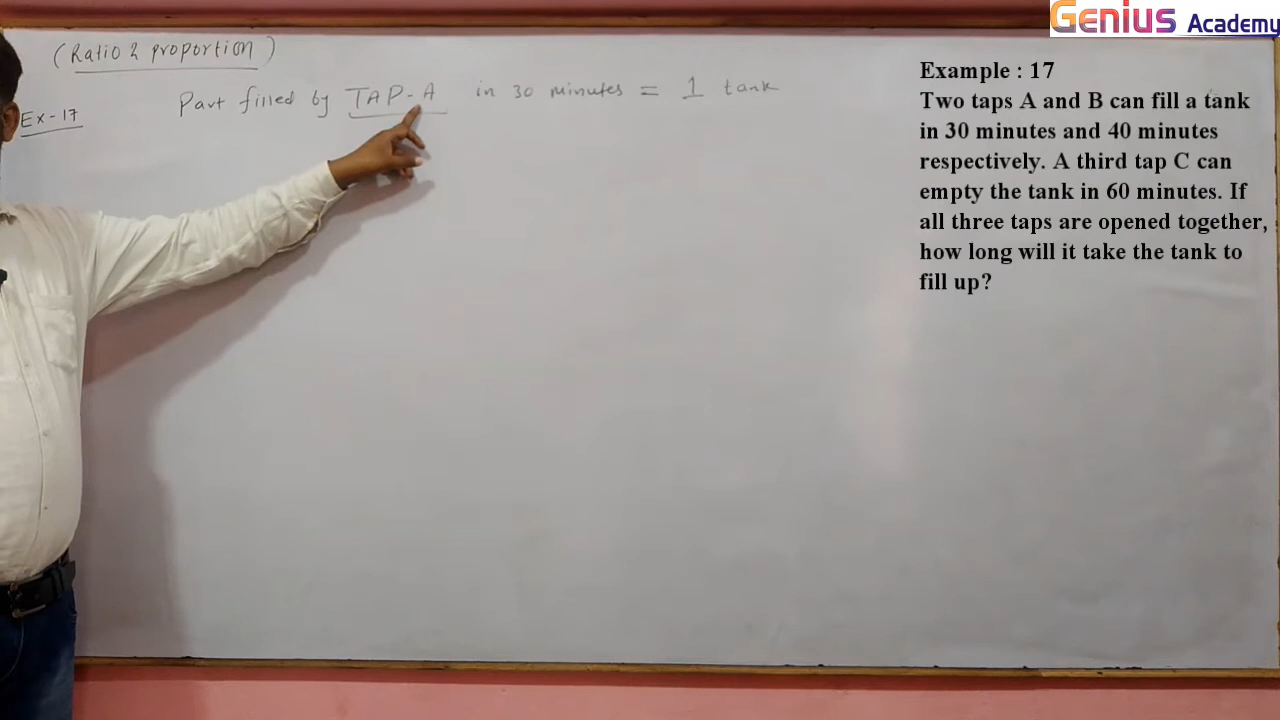 Genius Academy
(Ratio & proportion)
Ex-17
Part filled by TAP-A in 30 minutes = 1 tank
Example : 17
Two taps A and B can fill a tank
in 30 minutes and 40 minutes
respectively. A third tap C can
empty the tank in 60 minutes. If
all three taps are opened together,
how long will it take the tank to
fill up?